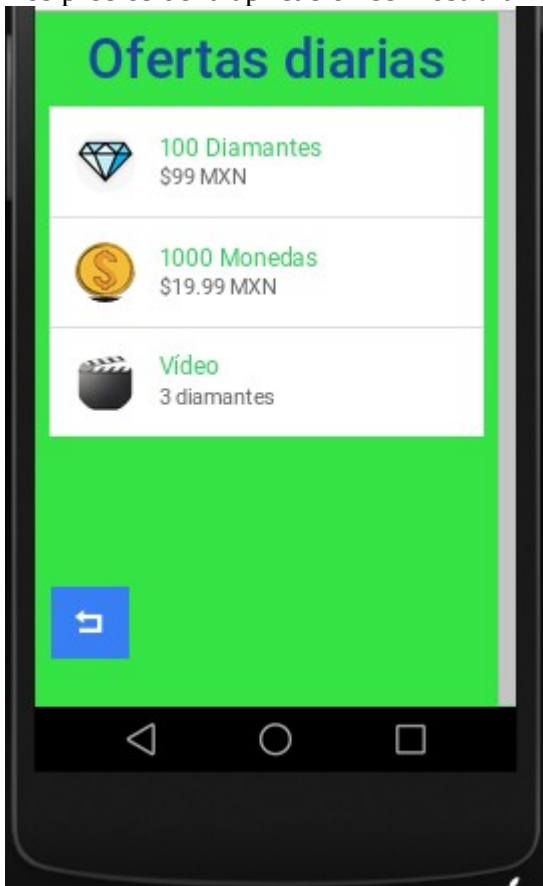 Ofertas diarias
100 Diamantes
$99 MXN
1000 Monedas
$19.99 MXN
Vídeo
3 diamantes